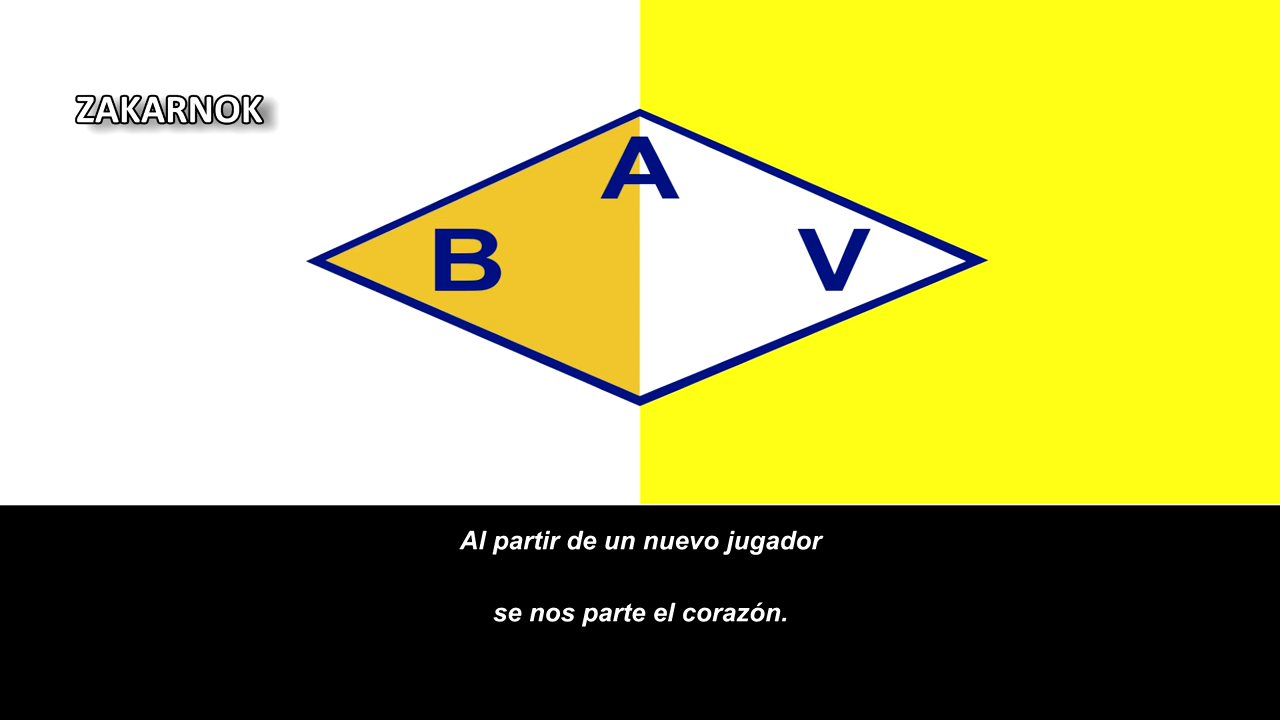 ZAKARNOK
A
B V
Al partir de un nuevo jugador
se nos parte el corazón.